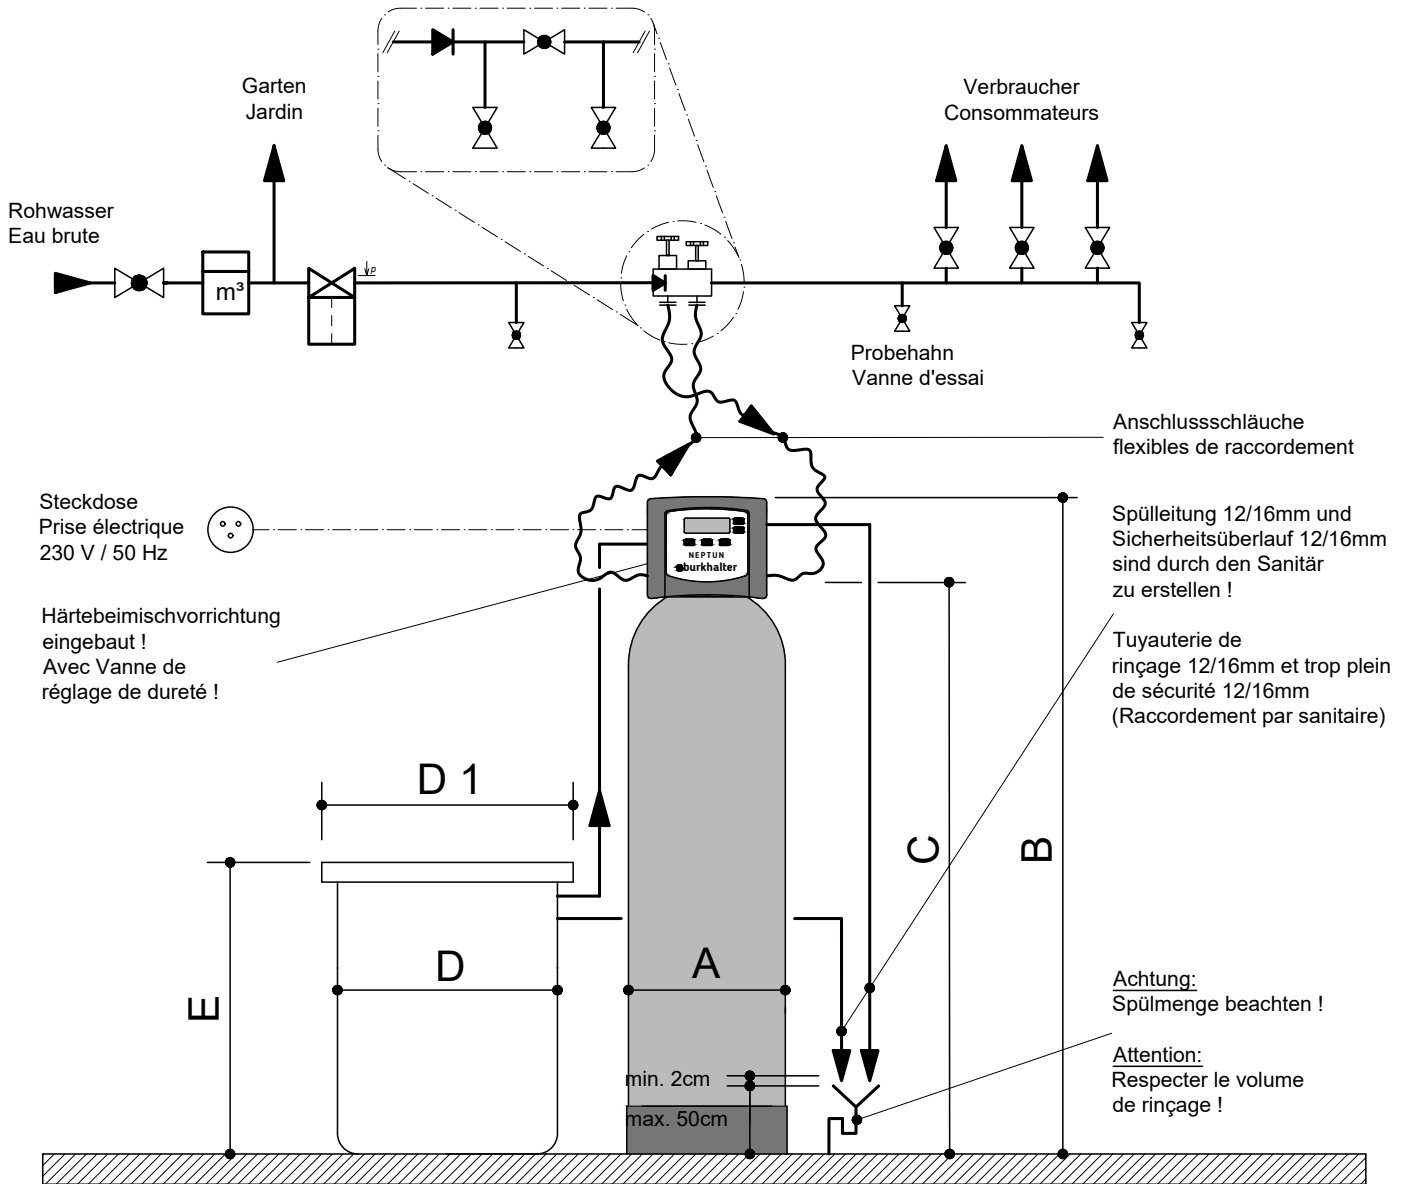 Garten
Jardin
Verbraucher
Consommateurs
Rohwasser
Eau brute
m³
p
Probehahn
Vanne d'essai
Anschlussschläuche
flexibles de raccordement
Steckdose
Prise électrique
230 V / 50 Hz
NEPTUN
burkhalter
Spülleitung 12/16mm und
Sicherheitsüberlauf 12/16mm
sind durch den Sanitär
zu erstellen !
Härtebeimischvorrichtung
eingebaut !
Avec Vanne de
réglage de dureté !
Tuyauterie de
rinçage 12/16mm et trop plein
de sécurité 12/16mm
(Raccordement par sanitaire)
D 1
C
B
D
A
E
Achtung:
Spülmenge beachten !
min. 2cm
max. 50cm
Attention:
Respecter le volume
de rinçage !